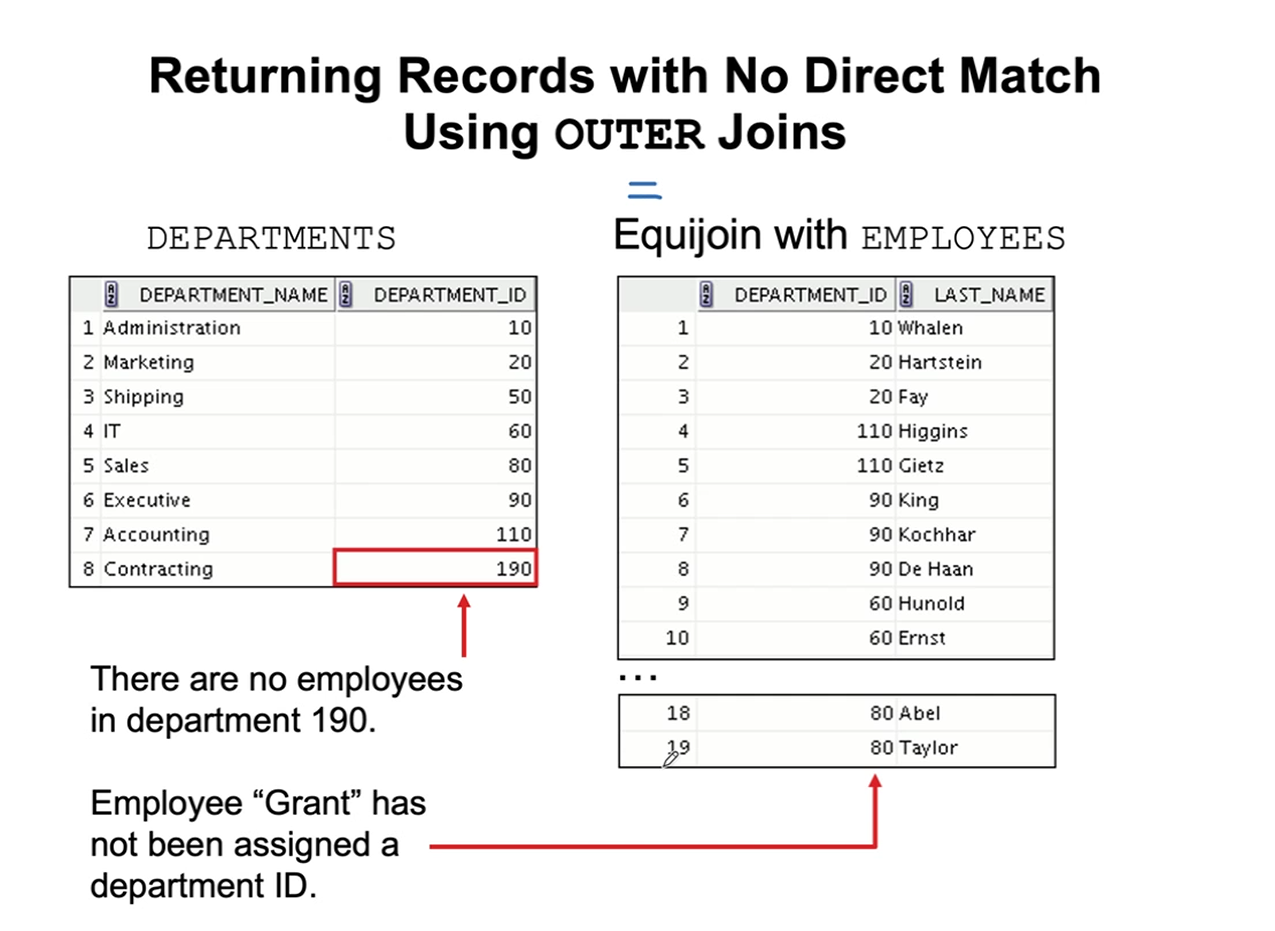 Returning Records with No Direct Match
Using OUTER Joins
=
DEPARTMENTS
DEPARTMENT_NAME DEPARTMENT_ID
1 Administration 10
2 Marketing 20
3 Shipping 50
4 IT 60
5 Sales 80
6 Executive 90
7 Accounting 110
8 Contracting 190
There are no employees
in department 190.
Employee “Grant” has
not been assigned a
department ID.
Equijoin with EMPLOYEES
DEPARTMENT_ID LAST_NAME
1 10 Whalen
2 20 Hartstein
3 20 Fay
4 110 Higgins
5 110 Gietz
6 90 King
7 90 Kochhar
8 90 De Haan
9 60 Hunold
10 60 Ernst
...
18 80 Abel
19 80 Taylor